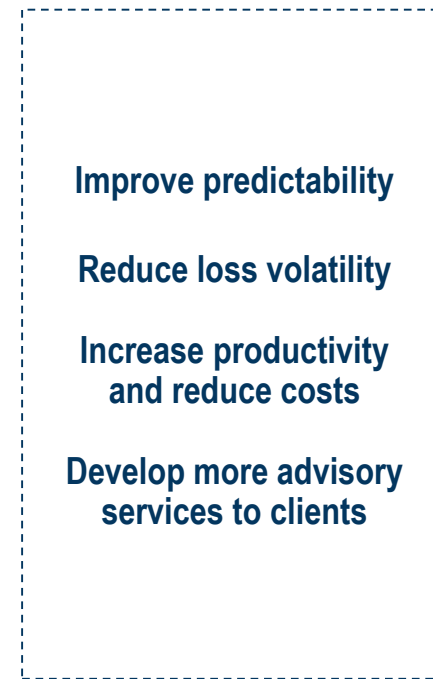 Improve predictability
Reduce loss volatility
Increase productivity
and reduce costs
Develop more advisory
services to clients